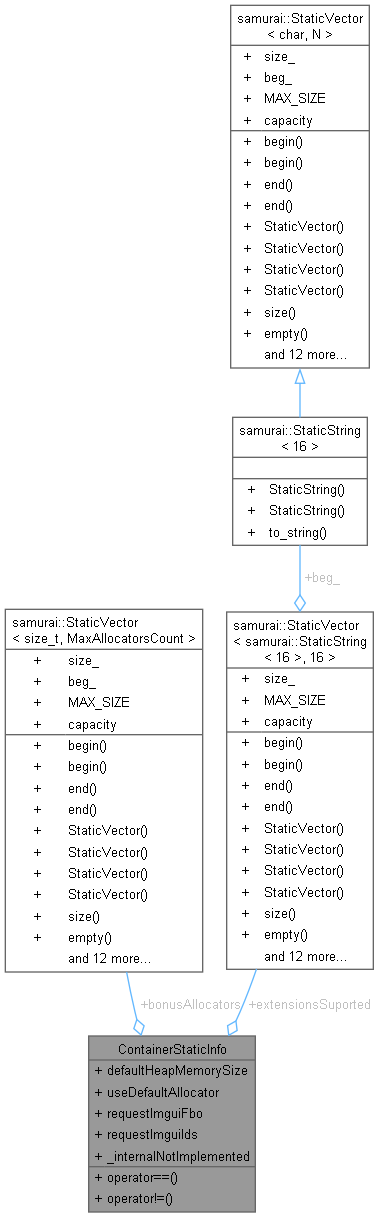 samurai::StaticVector
< char, N >
+ size_
+ beg_
+ MAX_SIZE
+ capacity
+ begin()
+ begin()
+ end()
+ end()
+ StaticVector()
+ StaticVector()
+ StaticVector()
+ StaticVector()
+ size()
+ empty()
and 12 more...
samurai::StaticString
< 16 >
+ StaticString()
+ StaticString()
+ to_string()
+beg_
samurai::StaticVector
< size_t, MaxAllocatorsCount >
+ size_
+ beg_
+ MAX_SIZE
+ capacity
+ begin()
+ begin()
+ end()
+ end()
+ StaticVector()
+ StaticVector()
+ StaticVector()
+ StaticVector()
+ size()
+ empty()
and 12 more...
samurai::StaticVector
< samurai::StaticString
< 16 >, 16 >
+ size_
+ MAX_SIZE
+ capacity
+ begin()
+ begin()
+ end()
+ end()
+ StaticVector()
+ StaticVector()
+ StaticVector()
+ StaticVector()
+ size()
+ empty()
and 12 more...
+bonusAllocators
+extensionsSuported
ContainerStaticInfo
+ defaultHeapMemorySize
+ useDefaultAllocator
+ requestImguiFbo
+ requestImguiIds
+ _internalNotImplemented
+ operator==()
+ operator!=()